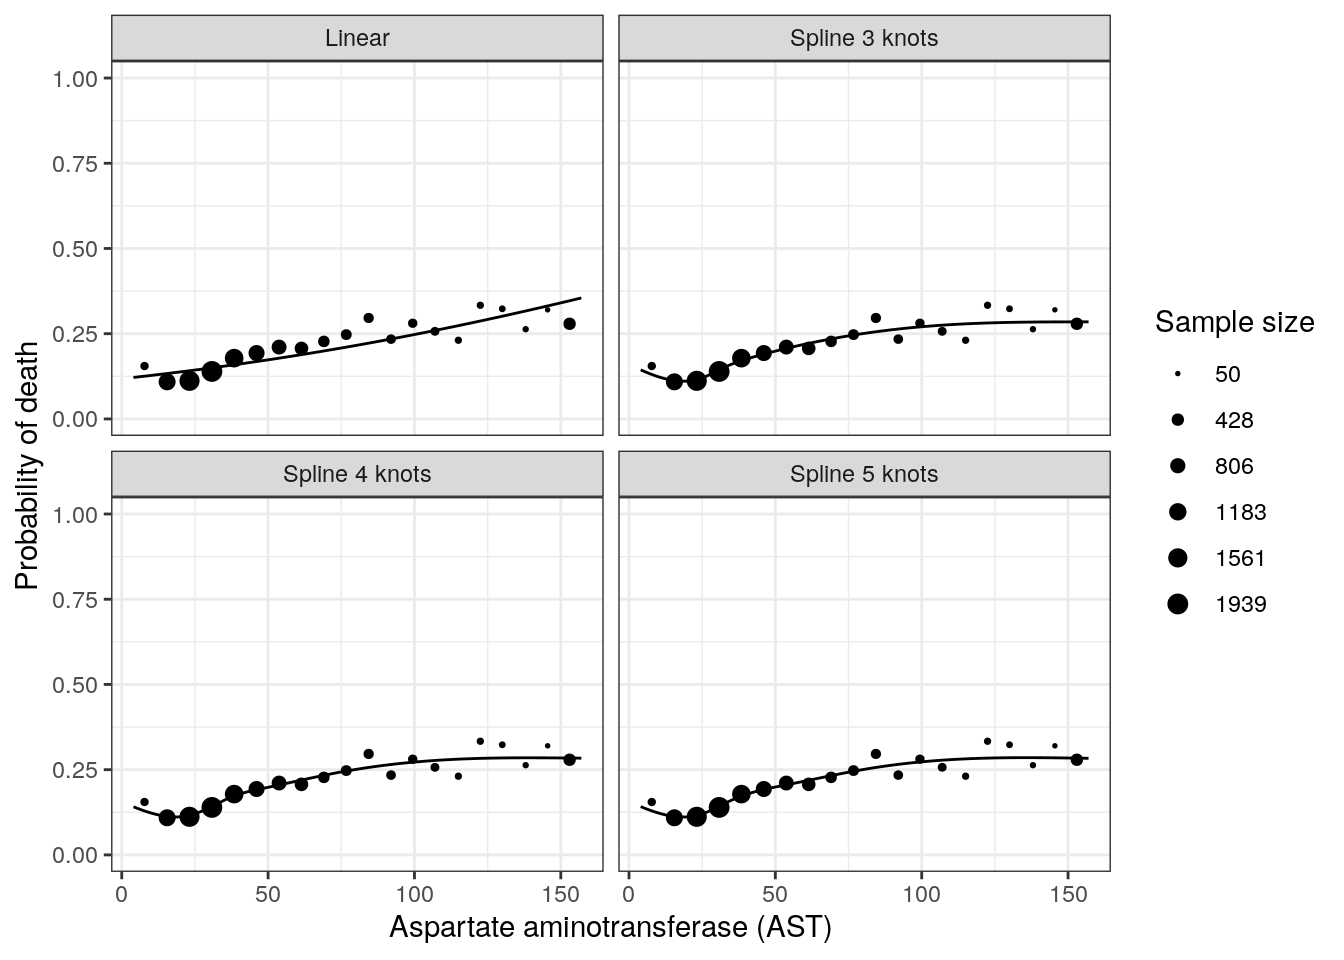 Linear
Spline 3 knots
1.00
0.75
0.50
0.25
0.00
Spline 4 knots
Spline 5 knots
1.00
0.75
0.50
0.25
0.00
0 50 100 150
0 50 100 150
Aspartate aminotransferase (AST)
Probability of death
Sample size
50
428
806
1183
1561
1939